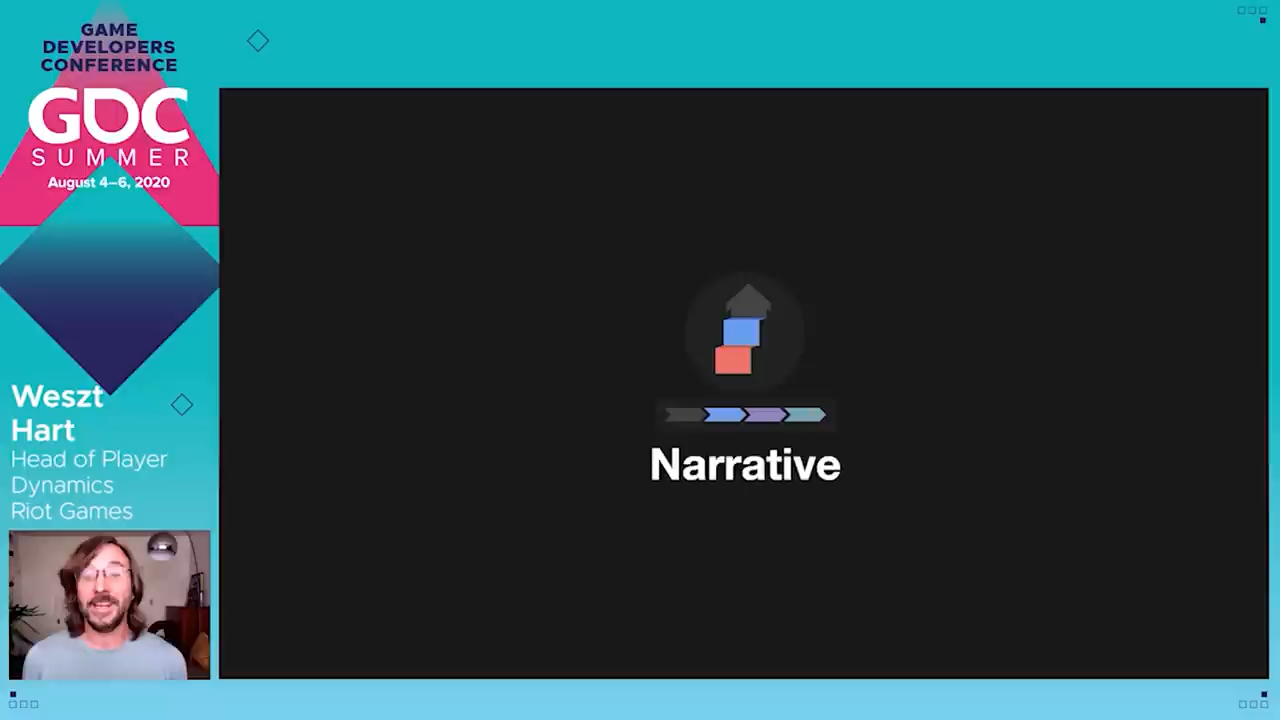 GAME
DEVELOPERS
CONFERENCE
GDC
SUMMER
August 4–6, 2020
Weszt
Hart
Head of Player
Dynamics
Riot Games
Narrative